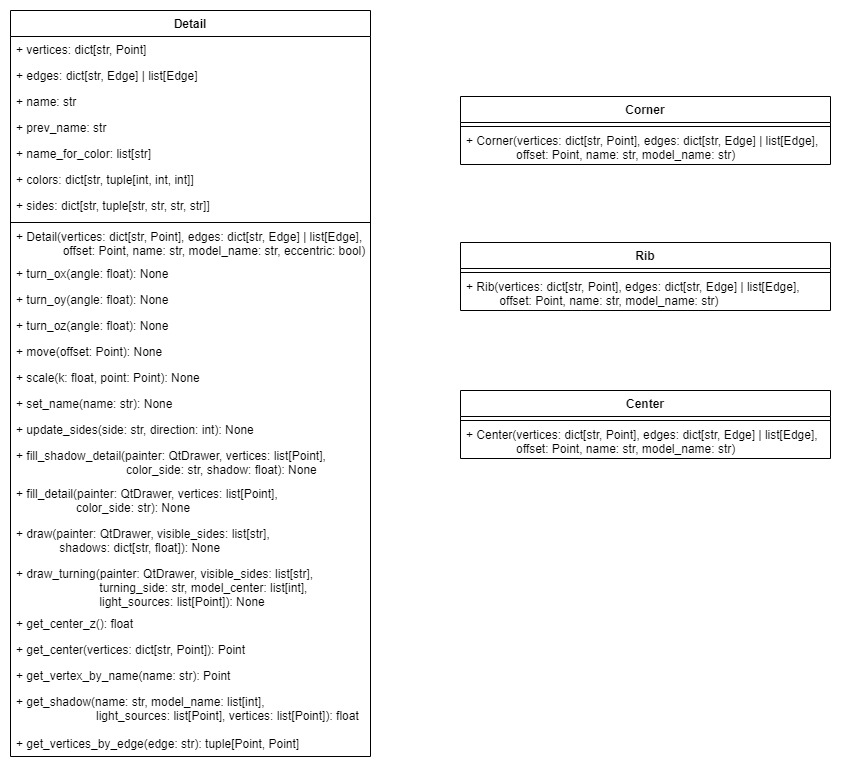 Detail
+ vertices: dict[str, Point]
+ edges: dict[str, Edge] | list[Edge]
+ name: str
+ prev_name: str
+ name_for_color: list[str]
+ colors: dict[str, tuple[int, int, int]]
+ sides: dict[str, tuple[str, str, str, str]]
+ Detail(vertices: dict[str, Point], edges: dict[str, Edge] | list[Edge],
offset: Point, name: str, model_name: str, eccentric: bool)
+ turn_ox(angle: float): None
+ turn_oy(angle: float): None
+ turn_oz(angle: float): None
+ move(offset: Point): None
+ scale(k: float, point: Point): None
+ set_name(name: str): None
+ update_sides(side: str, direction: int): None
+ fill_shadow_detail(painter: QtDrawer, vertices: list[Point],
color_side: str, shadow: float): None
+ fill_detail(painter: QtDrawer, vertices: list[Point],
color_side: str): None
+ draw(painter: QtDrawer, visible_sides: list[str],
shadows: dict[str, float]): None
+ draw_turning(painter: QtDrawer, visible_sides: list[str],
turning_side: str, model_center: list[int],
light_sources: list[Point]): None
+ get_center_z(): float
+ get_center(vertices: dict[str, Point]): Point
+ get_vertex_by_name(name: str): Point
+ get_shadow(name: str, model_name: list[int],
light_sources: list[Point], vertices: list[Point]): float
+ get_vertices_by_edge(edge: str): tuple[Point, Point]
Corner
+ Corner(vertices: dict[str, Point], edges: dict[str, Edge] | list[Edge],
offset: Point, name: str, model_name: str)
Rib
+ Rib(vertices: dict[str, Point], edges: dict[str, Edge] | list[Edge],
offset: Point, name: str, model_name: str)
Center
+ Center(vertices: dict[str, Point], edges: dict[str, Edge] | list[Edge],
offset: Point, name: str, model_name: str)